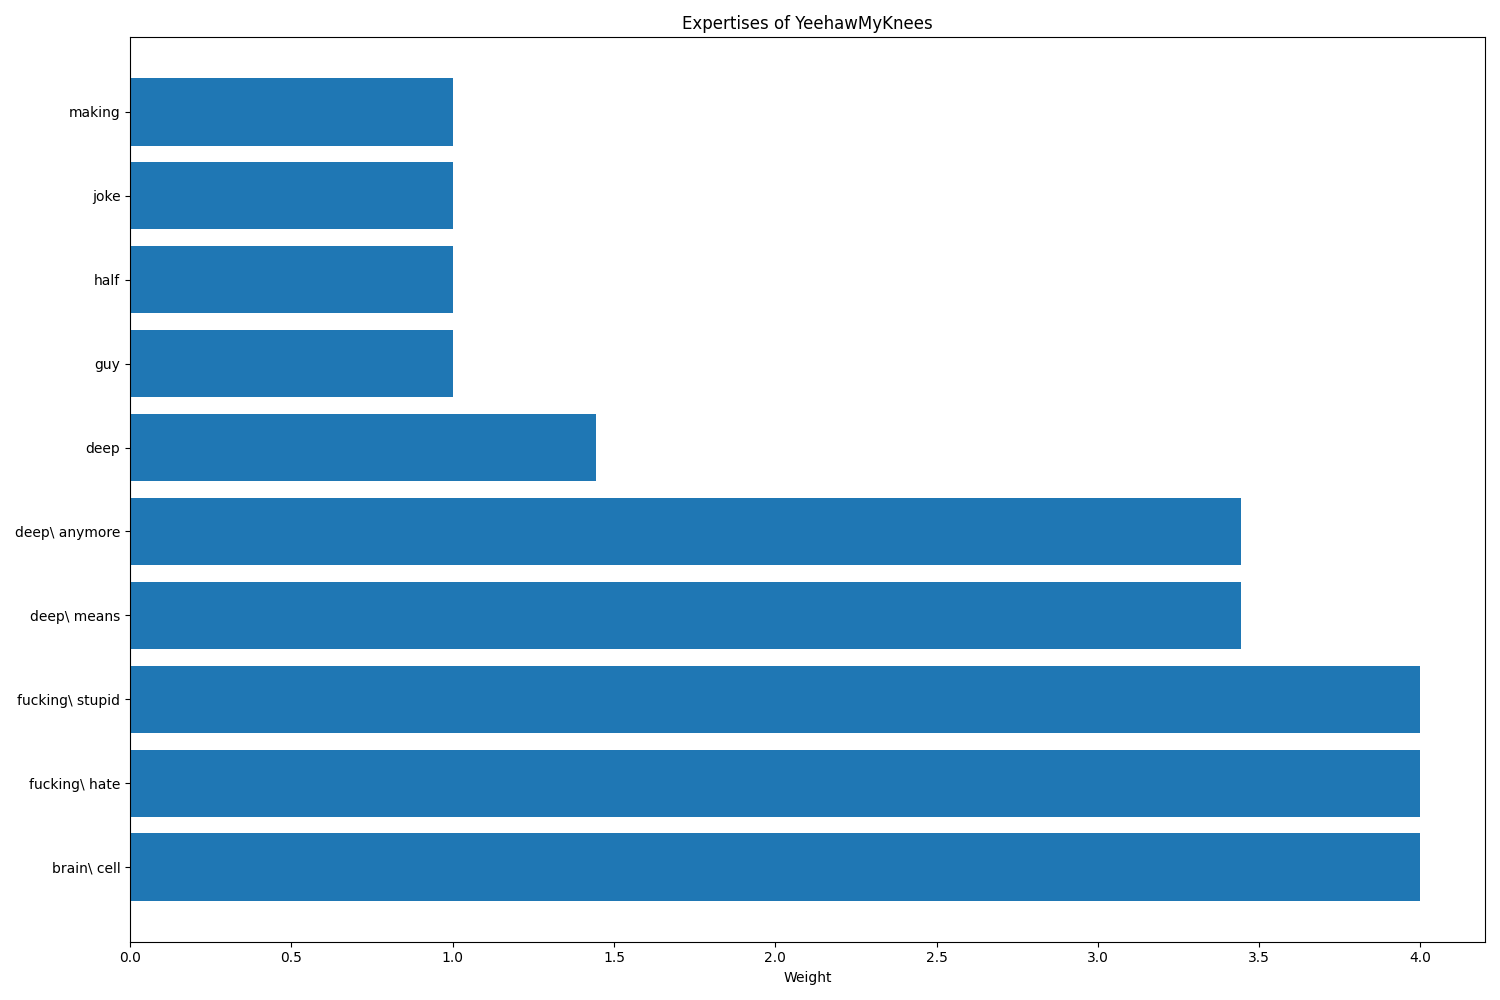 Expertises of YeehawMyKnees
making
joke
half
guy
deep
deep\ anymore
deep\ means
fucking\ stupid
fucking\ hate
brain\ cell
0.0 0.5 1.0 1.5 2.0 2.5 3.0 3.5 4.0
Weight